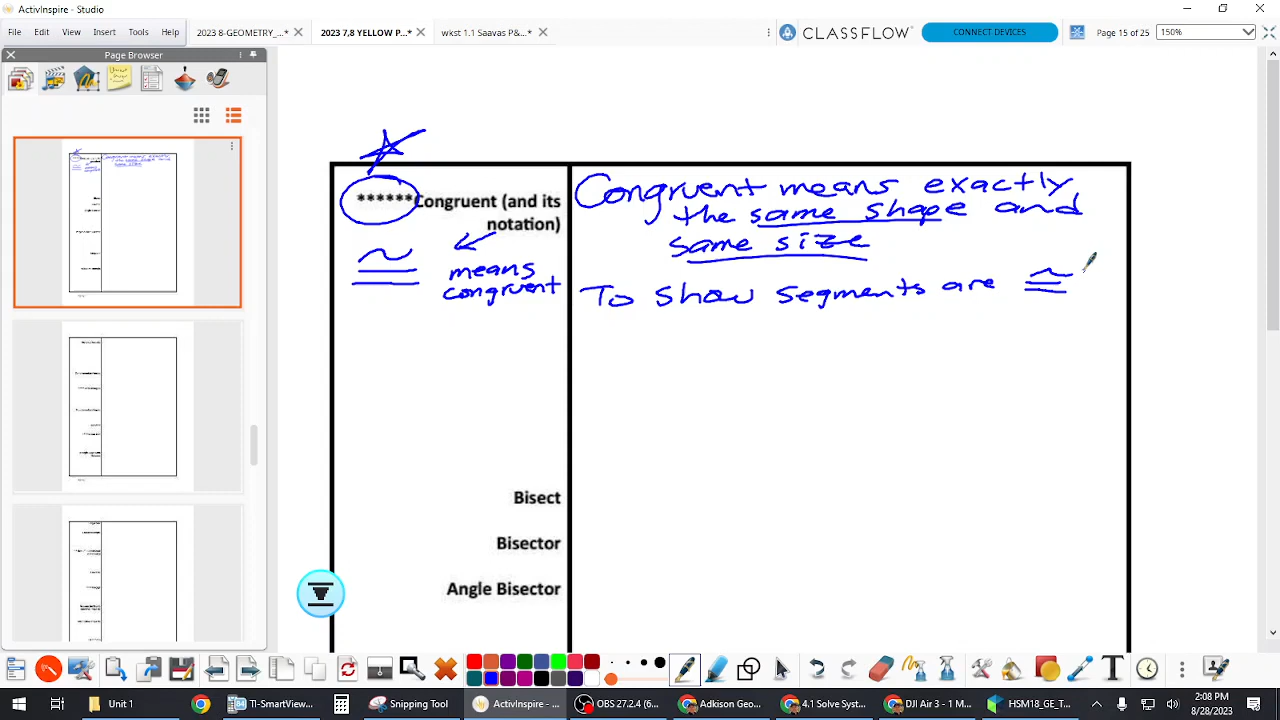 ActivInspire - Studio
File Edit View Insert Tools Help
2023 8-GEOMETRY_...*
2023 7,8 YELLOW P...*
wkst 1.1 Saavas P&...*
CLASSFLOW
CONNECT DEVICES
Page 15 of 25
150%
Page Browser
******Congruent (and its
notation)
≅ means
congruent
Congruent means exactly
the same shape and
same size
To show segments are ≅
Bisect
Bisector
Angle Bisector
Unit 1
TI-SmartView...
Snipping Tool
ActivInspire - ...
OBS 27.2.4 (6...
Adkison Geo...
4.1 Solve Syst...
DJI Air 3 - 1 M...
HSM18_GE_T...
2:08 PM
8/28/2023